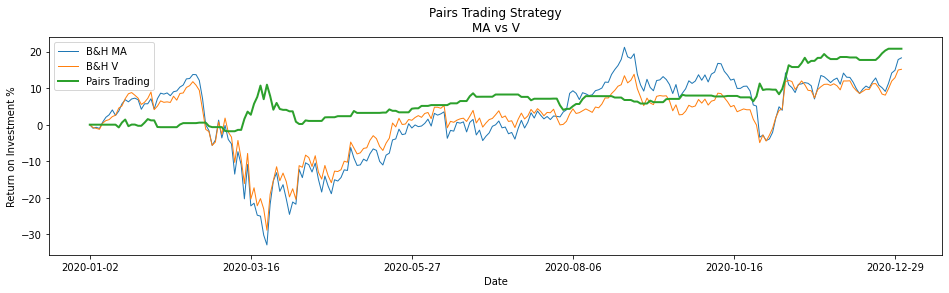 Pairs Trading Strategy
MA vs V
B&H MA
B&H V
Pairs Trading
Return on Investment %
20
10
0
−10
−20
−30
2020-01-02
2020-03-16
2020-05-27
2020-08-06
2020-10-16
2020-12-29
Date